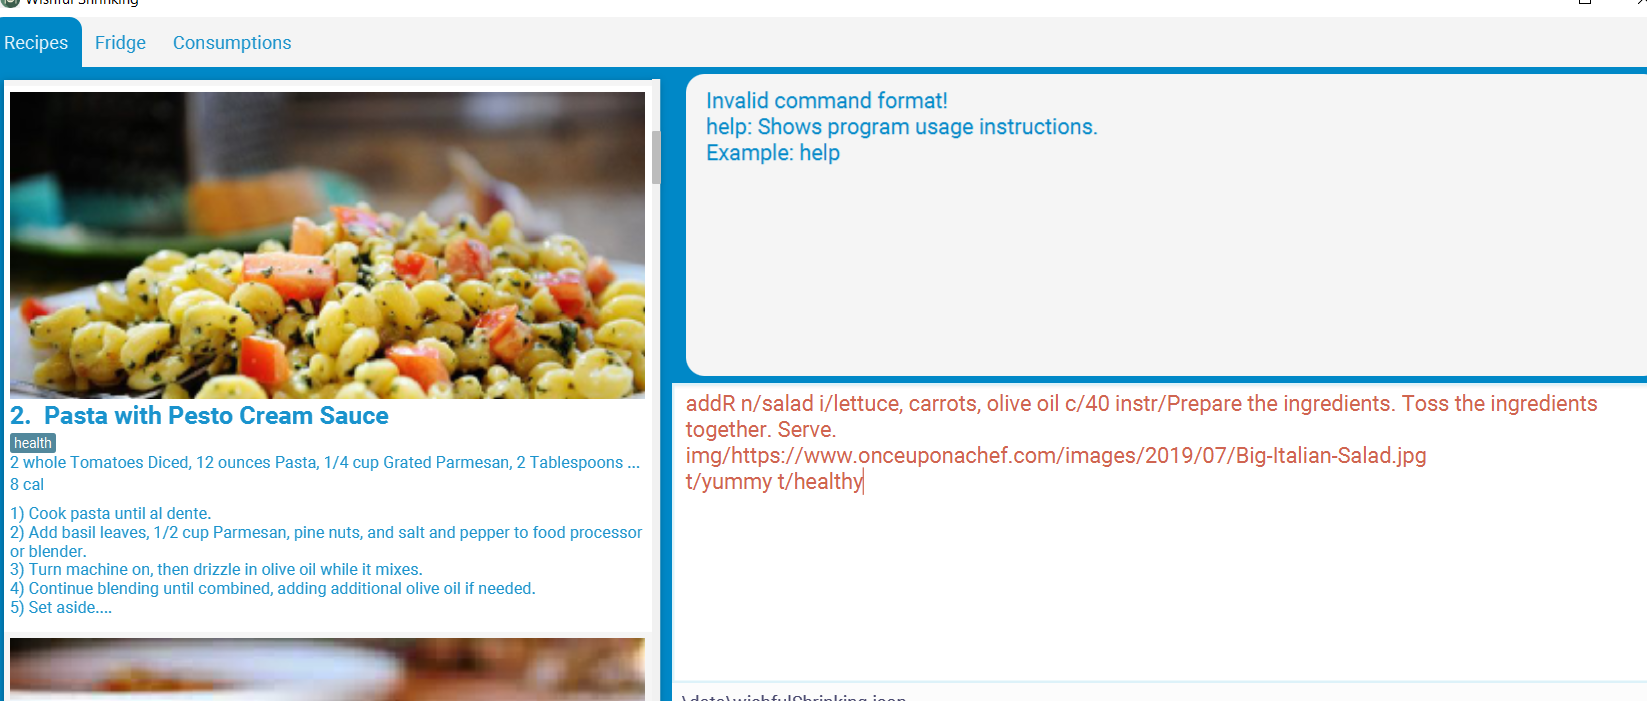 Wishful Shrinking
Recipes Fridge Consumptions
2. Pasta with Pesto Cream Sauce
health
2 whole Tomatoes Diced, 12 ounces Pasta, 1/4 cup Grated Parmesan, 2 Tablespoons ...
8 cal
1) Cook pasta until al dente.
2) Add basil leaves, 1/2 cup Parmesan, pine nuts, and salt and pepper to food processor
or blender.
3) Turn machine on, then drizzle in olive oil while it mixes.
4) Continue blending until combined, adding additional olive oil if needed.
5) Set aside....
Invalid command format!
help: Shows program usage instructions.
Example: help
addR n/salad i/lettuce, carrots, olive oil c/40 instr/Prepare the ingredients. Toss the ingredients
together. Serve.
img/https://www.onceuponachef.com/images/2019/07/Big-Italian-Salad.jpg
t/yummy t/healthy
.\data\wishfulShrinking.json